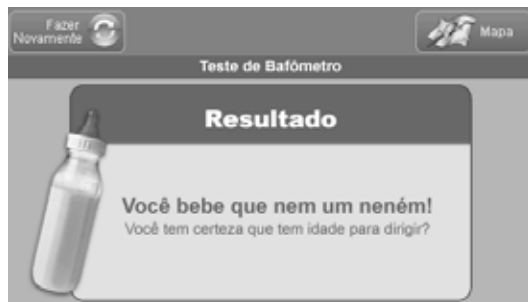 Fazer
Novamente
Mapa
Teste de Bafômetro
Resultado
Você bebe que nem um neném!
Você tem certeza que tem idade para dirigir?